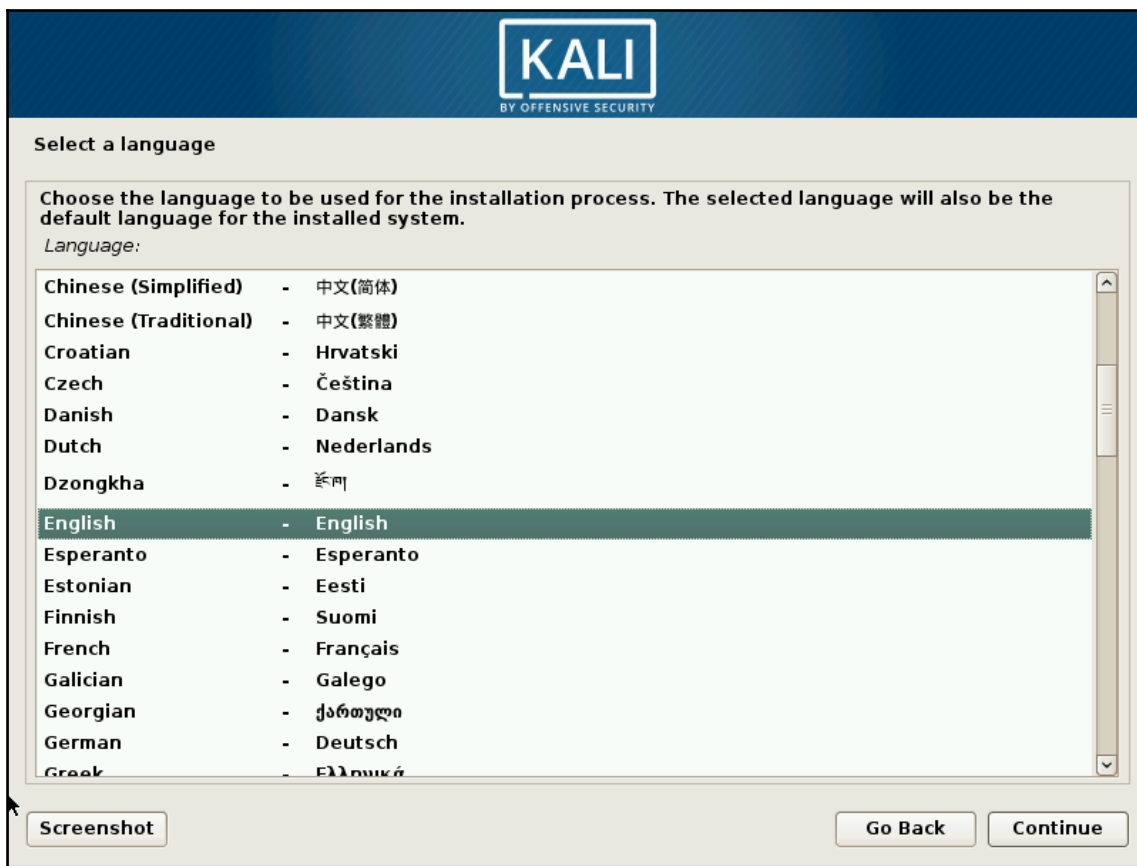 KALI
BY OFFENSIVE SECURITY
Select a language
Choose the language to be used for the installation process. The selected language will also be the
default language for the installed system.
Language:
Chinese (Simplified) - 中文(简体)
Chinese (Traditional) - 中文(繁體)
Croatian - Hrvatski
Czech - Čeština
Danish - Dansk
Dutch - Nederlands
Dzongkha - རྫོང་ཁ།
English - English
Esperanto - Esperanto
Estonian - Eesti
Finnish - Suomi
French - Français
Galician - Galego
Georgian - ქართული
German - Deutsch
Greek - Ελληνικά
Screenshot Go Back Continue